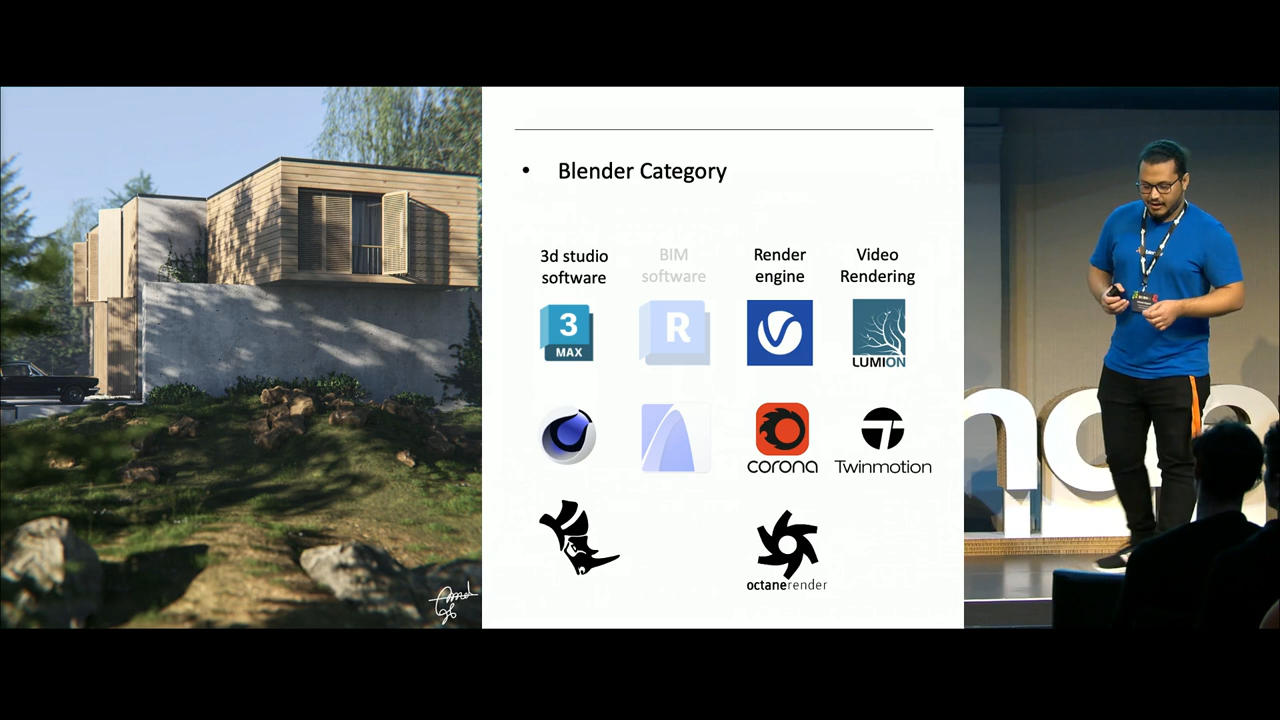 • Blender Category
3d studio
software
BIM
software
Render
engine
Video
Rendering
3
MAX
R
LUMION
corona
Twinmotion
octanerender